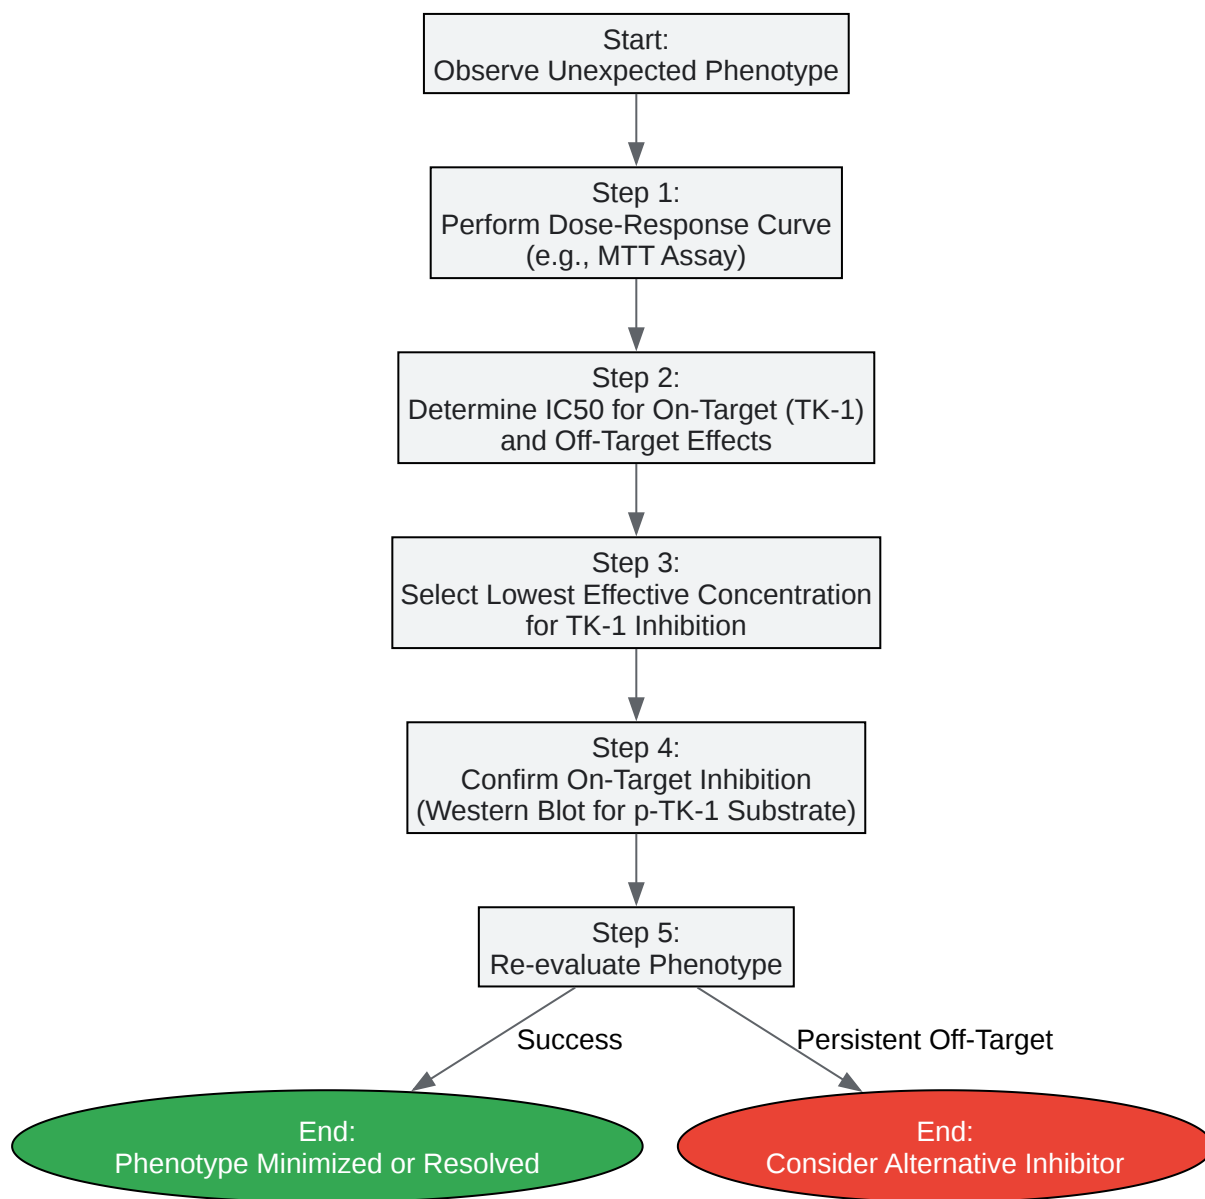 Start:
Observe Unexpected Phenotype
Step 1:
Perform Dose-Response Curve
(e.g., MTT Assay)
Step 2:
Determine IC50 for On-Target (TK-1)
and Off-Target Effects
Step 3:
Select Lowest Effective Concentration
for TK-1 Inhibition
Step 4:
Confirm On-Target Inhibition
(Western Blot for p-TK-1 Substrate)
Step 5:
Re-evaluate Phenotype
Success
Persistent Off-Target
End:
Phenotype Minimized or Resolved
End:
Consider Alternative Inhibitor